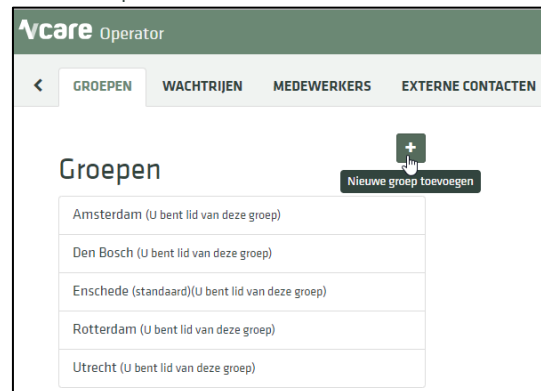 Vcare Operator
< GROEPEN WACHTRIJEN MEDEWERKERS EXTERNE CONTACTEN
+
Groepen
Nieuwe groep toevoegen
Amsterdam (U bent lid van deze groep)
Den Bosch (U bent lid van deze groep)
Enschede (standaard)(U bent lid van deze groep)
Rotterdam (U bent lid van deze groep)
Utrecht (U bent lid van deze groep)